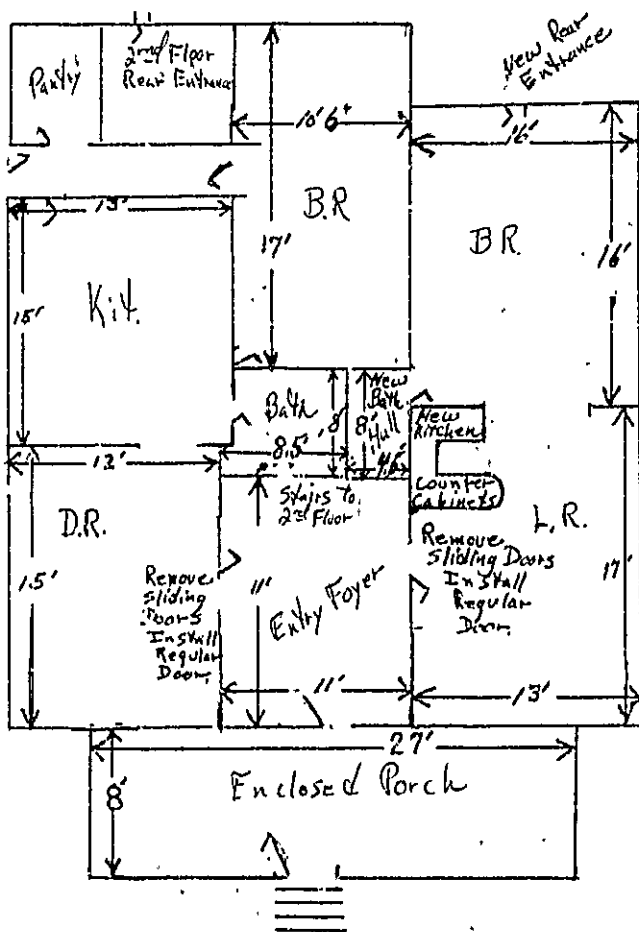 Pantry
2nd Floor
Rear Entrance
New Rear
Entrance
10'6"
16'
13'
B.R
17'
B.R.
16'
15'
Kit.
Bath
8'
New
Bath
8'
Hall
8.5'
New
Kitchen
Counter
Cabinets
12'
Stairs to
2nd Floor
D.R.
L.R.
15'
Remove
Sliding
Doors
Install
Regular
Door
11'
Entry Foyer
Remove
Sliding Doors
Install
Regular
Door
17'
11'
13'
27'
8'
Enclosed Porch